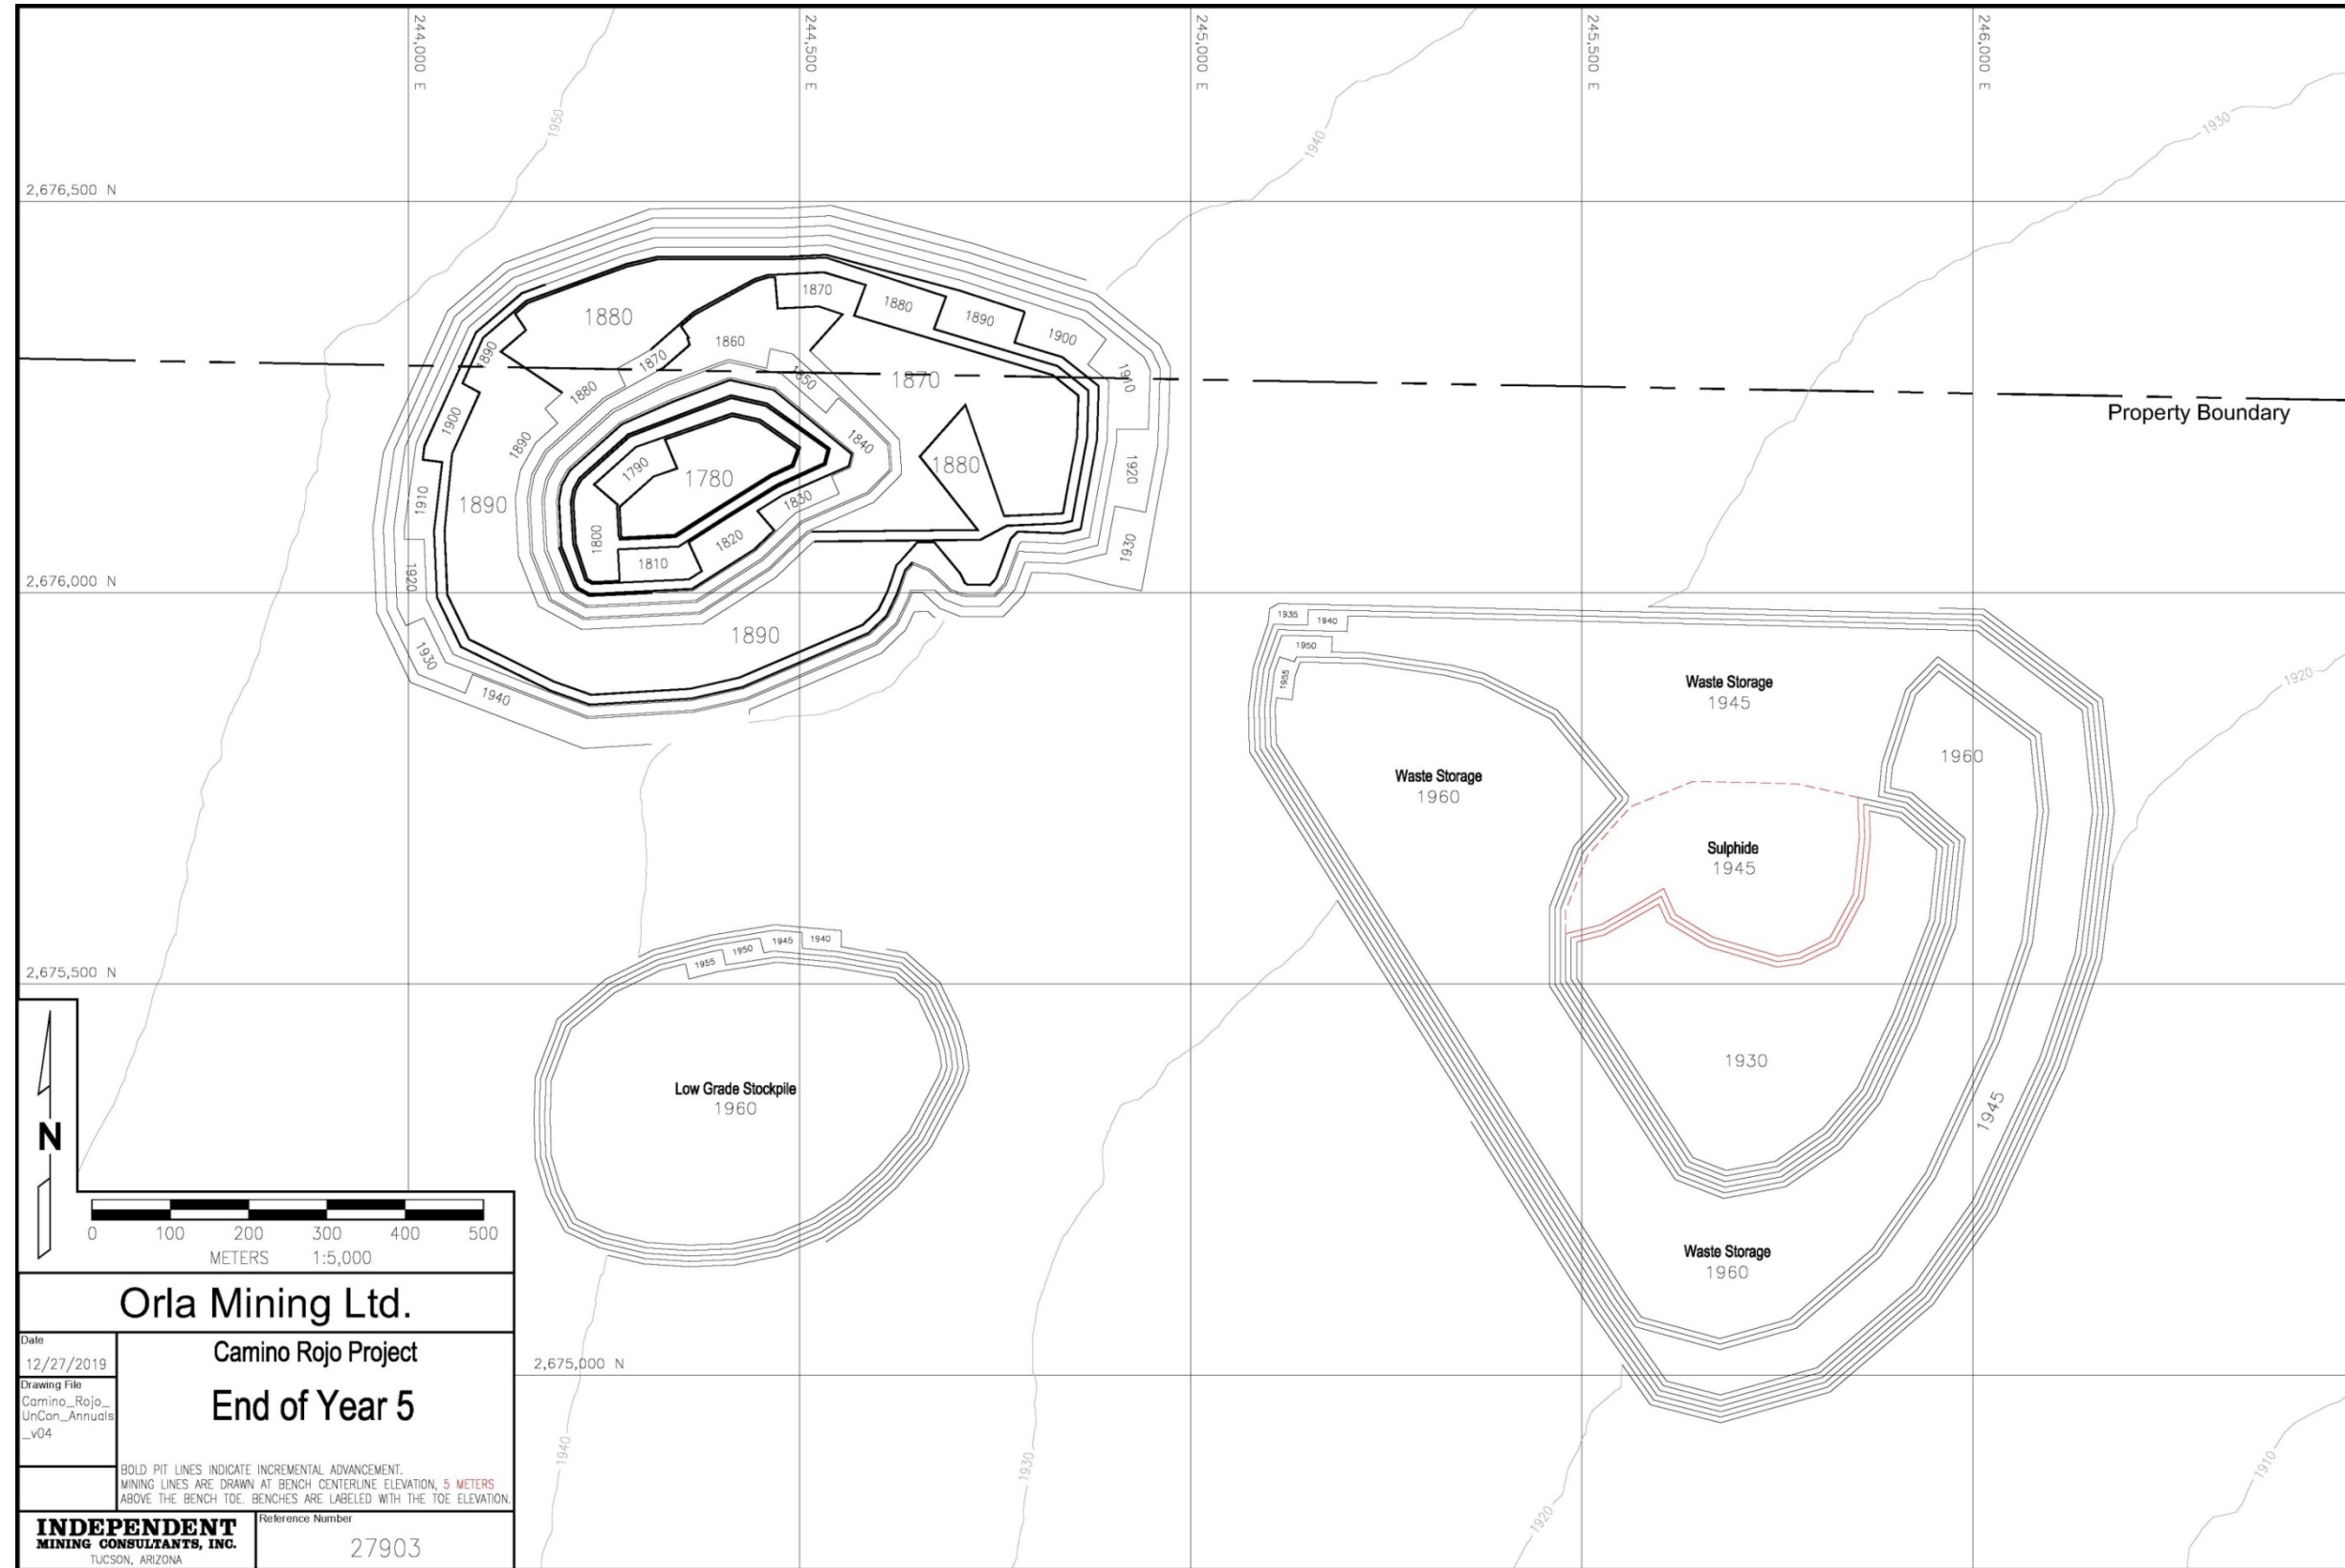 244,000 E
244,500 E
245,000 E
245,500 E
246,000 E
1950
1940
1930
2,676,500 N
1880
1870
1880
1890
1900
1910
1920
1930
1890
1900
1910
1920
1930
1940
1860
1870
1880
1890
1850
1840
1870
1880
1790
1780
1830
1820
1810
1800
1890
1890
Property Boundary
2,676,000 N
1935
1940
1950
1955
Waste Storage
1945
1920
Waste Storage
1960
1960
Sulphide
1945
1940
1945
1950
1955
2,675,500 N
1930
Low Grade Stockpile
1960
1945
N
Waste Storage
1960
0 100 200 300 400 500
METERS 1:5,000
Orla Mining Ltd.
Date
12/27/2019
Camino Rojo Project
End of Year 5
2,675,000 N
Drawing File
Camino_Rojo_
UnCon_Annuals
_v04
BOLD PIT LINES INDICATE INCREMENTAL ADVANCEMENT.
MINING LINES ARE DRAWN AT BENCH CENTERLINE ELEVATION, 5 METERS
ABOVE THE BENCH TOE. BENCHES ARE LABELED WITH THE TOE ELEVATION.
1940
1930
1920
1910
INDEPENDENT
MINING CONSULTANTS, INC.
TUCSON, ARIZONA
Reference Number
27903